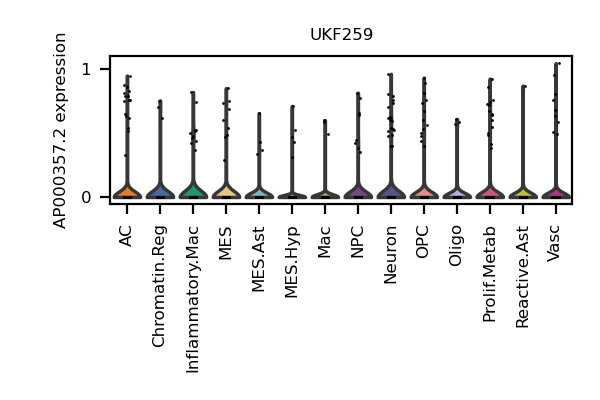 UKF259
AP000357.2 expression
1
0
AC
Chromatin.Reg
Inflammatory.Mac
MES
MES.Ast
MES.Hyp
Mac
NPC
Neuron
OPC
Oligo
Prolif.Metab
Reactive.Ast
Vasc